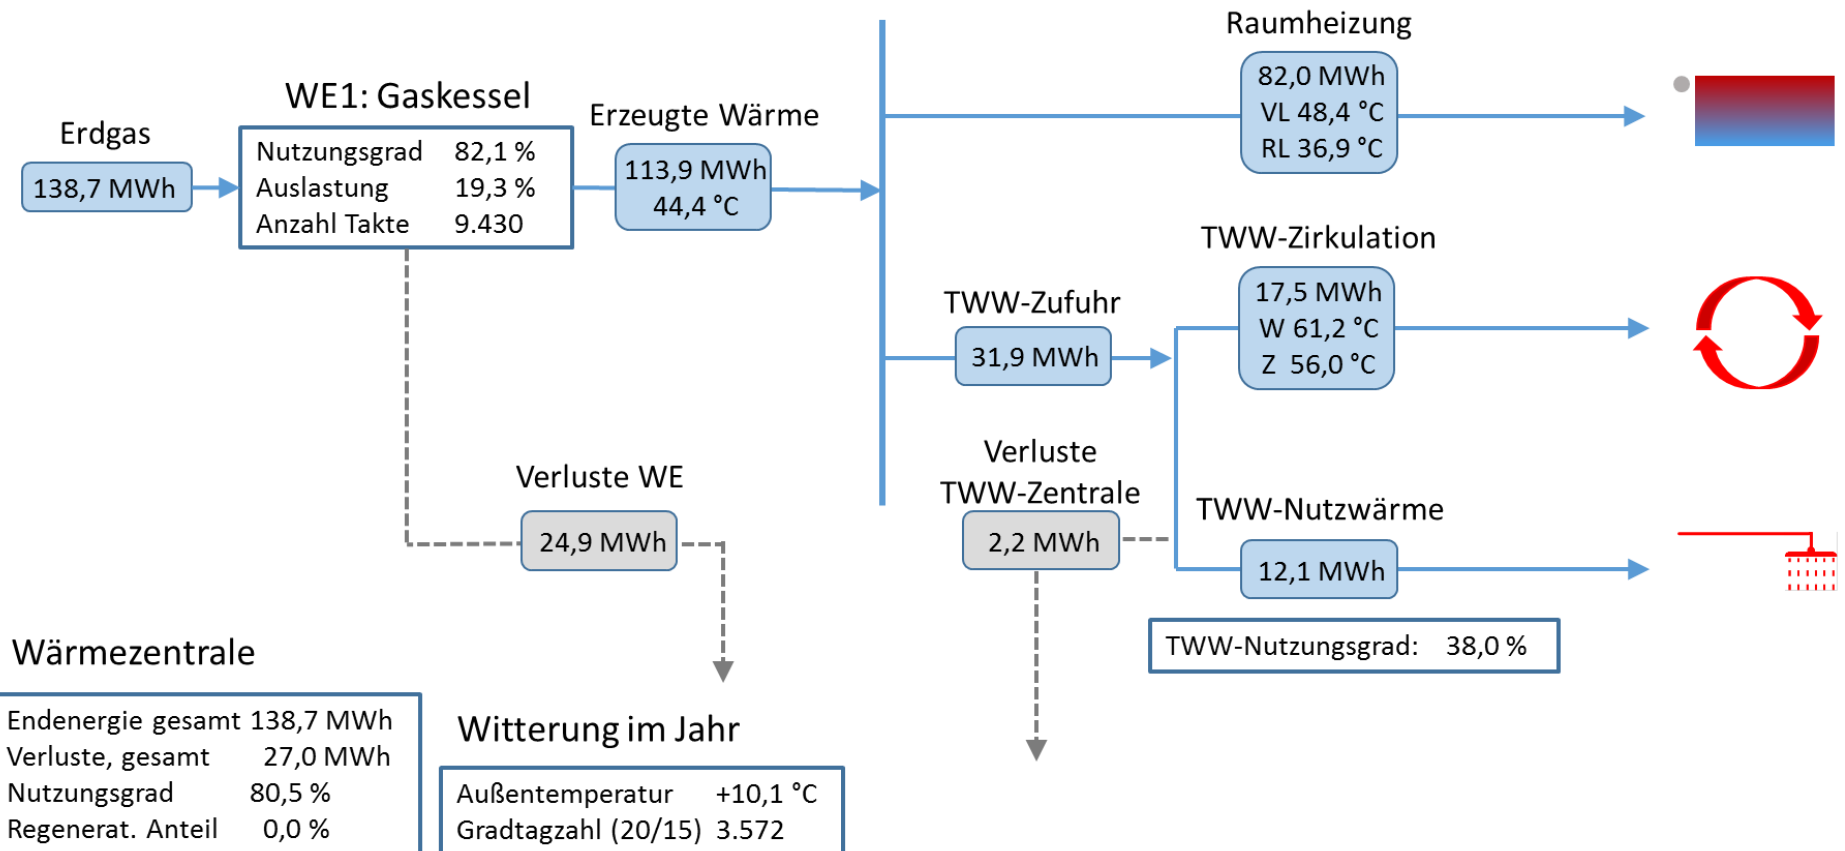 Raumheizung
82,0 MWh
VL 48,4 °C
RL 36,9 °C
WE1: Gaskessel
Erdgas
138,7 MWh
Nutzungsgrad 82,1 %
Auslastung 19,3 %
Anzahl Takte 9.430
Erzeugte Wärme
113,9 MWh
44,4 °C
TWW-Zirkulation
17,5 MWh
W 61,2 °C
Z 56,0 °C
TWW-Zufuhr
31,9 MWh
Verluste WE
24,9 MWh
Verluste
TWW-Zentrale
2,2 MWh
TWW-Nutzwärme
12,1 MWh
TWW-Nutzungsgrad: 38,0 %
Wärmezentrale
Endenergie gesamt 138,7 MWh
Verluste, gesamt 27,0 MWh
Nutzungsgrad 80,5 %
Regenerat. Anteil 0,0 %
Witterung im Jahr
Außentemperatur +10,1 °C
Gradtagzahl (20/15) 3.572